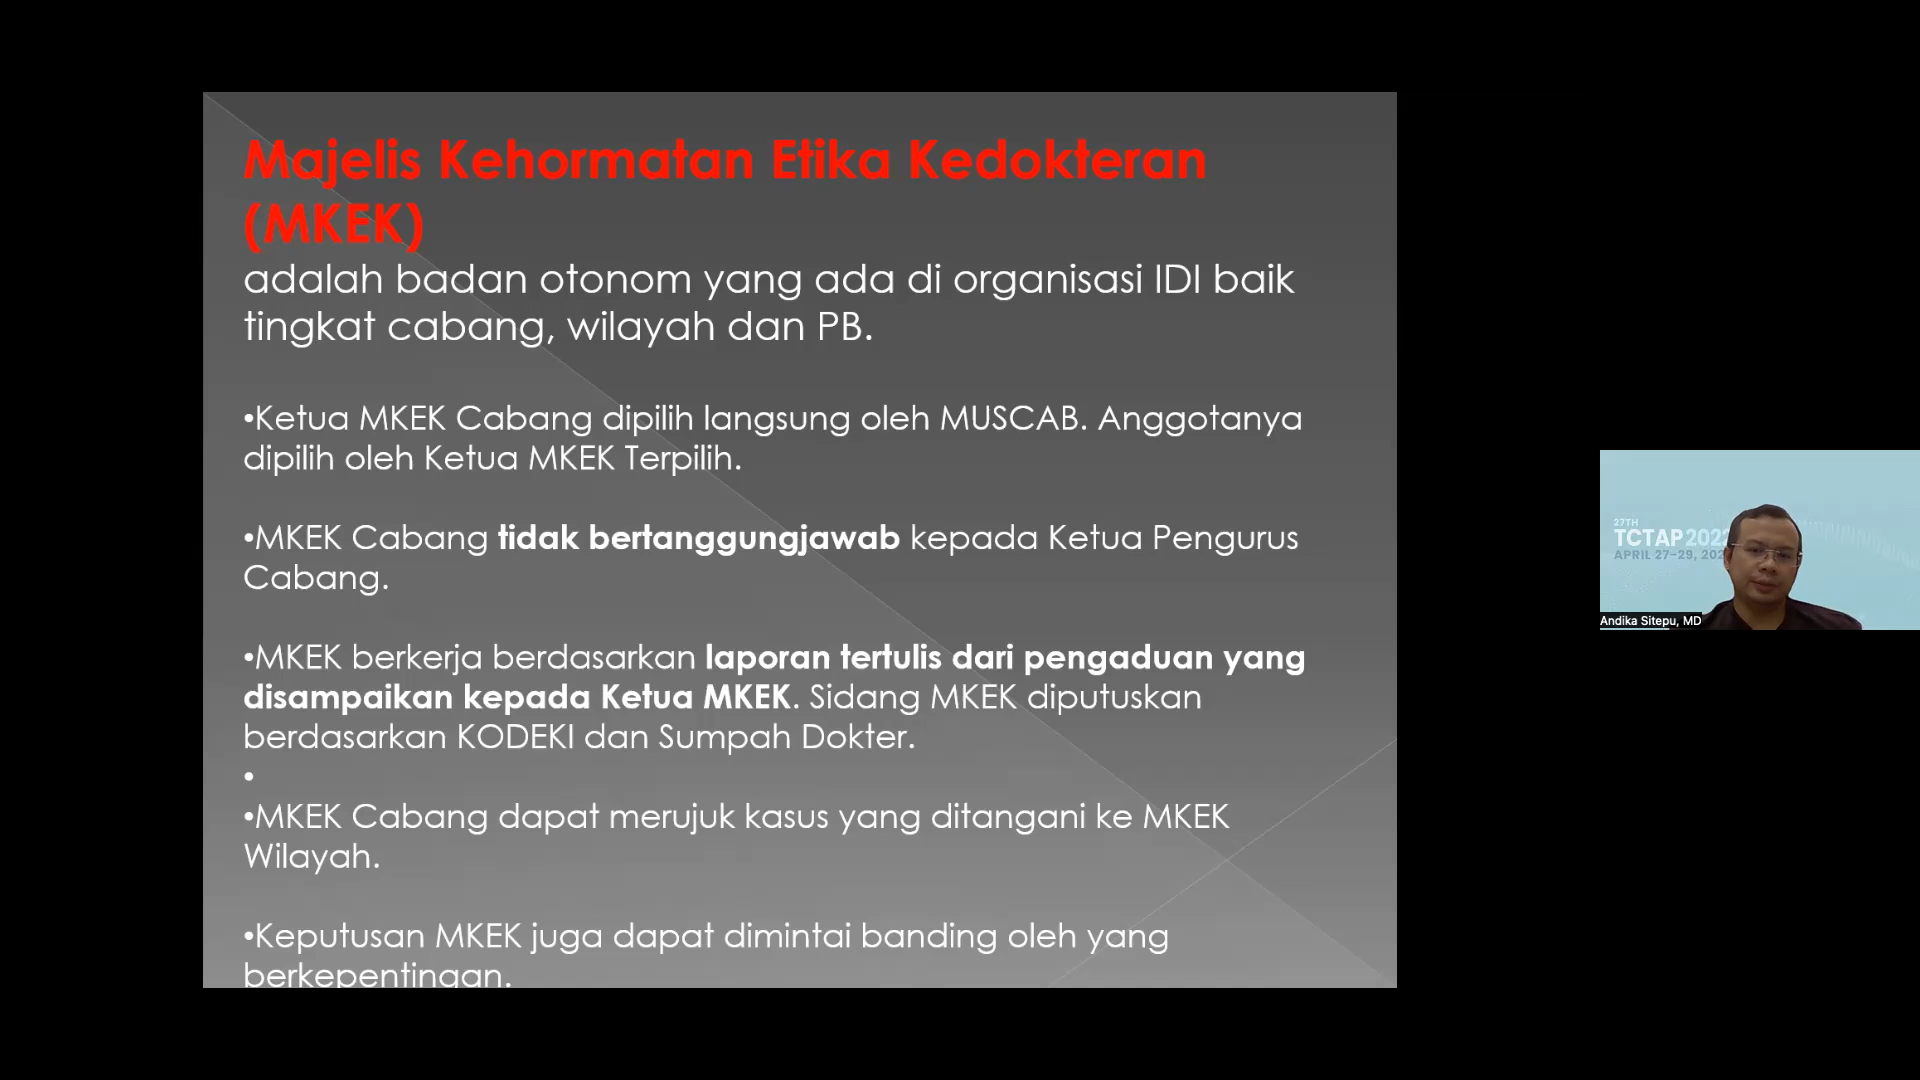 Majelis Kehormatan Etika Kedokteran
(MKEK)
adalah badan otonom yang ada di organisasi IDI baik
tingkat cabang, wilayah dan PB.
•Ketua MKEK Cabang dipilih langsung oleh MUSCAB. Anggotanya
dipilih oleh Ketua MKEK Terpilih.
•MKEK Cabang tidak bertanggungjawab kepada Ketua Pengurus
Cabang.
•MKEK berkerja berdasarkan laporan tertulis dari pengaduan yang
disampaikan kepada Ketua MKEK. Sidang MKEK diputuskan
berdasarkan KODEKI dan Sumpah Dokter.
•
•MKEK Cabang dapat merujuk kasus yang ditangani ke MKEK
Wilayah.
•Keputusan MKEK juga dapat dimintai banding oleh yang
berkepentingan.
27TH
TCTAP 2022
APRIL 27-29, 202
Andika Sitepu, MD